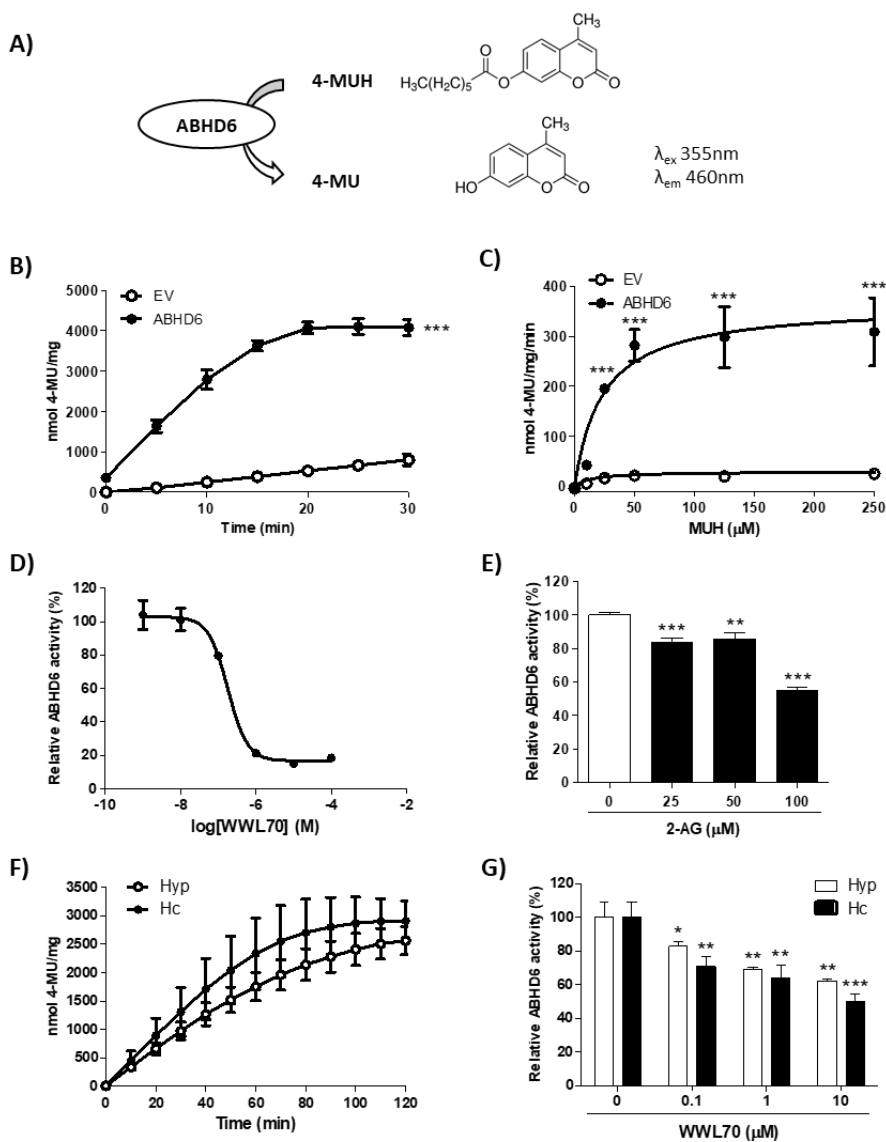 A)
ABHD6
4-MUH
H₃C(H₂C)₅
O
O
O
O
CH₃
4-MU
HO
O
O
CH₃
λex 355nm
λem 460nm
B)
EV
ABHD6
nmol 4-MU/mg
5000
4000
3000
2000
1000
0
***
0 10 20 30
Time (min)
C)
EV
ABHD6
nmol 4-MU/mg/min
400
300
200
100
0
*** *** *** ***
0 50 100 150 200 250
MUH (µM)
D)
Relative ABHD6 activity (%)
120
100
80
60
40
20
0
-10 -8 -6 -4 -2
log[WWL70] (M)
E)
Relative ABHD6 activity (%)
120
100
80
60
40
20
0
*** ** ***
0 25 50 100
2-AG (µM)
F)
Hyp
Hc
nmol 4-MU/mg
3500
3000
2500
2000
1500
1000
500
0
0 20 40 60 80 100 120
Time (min)
G)
Hyp
Hc
Relative ABHD6 activity (%)
120
100
80
60
40
20
0
* ** ** ** ** ***
0 0.1 1 10
WWL70 (µM)